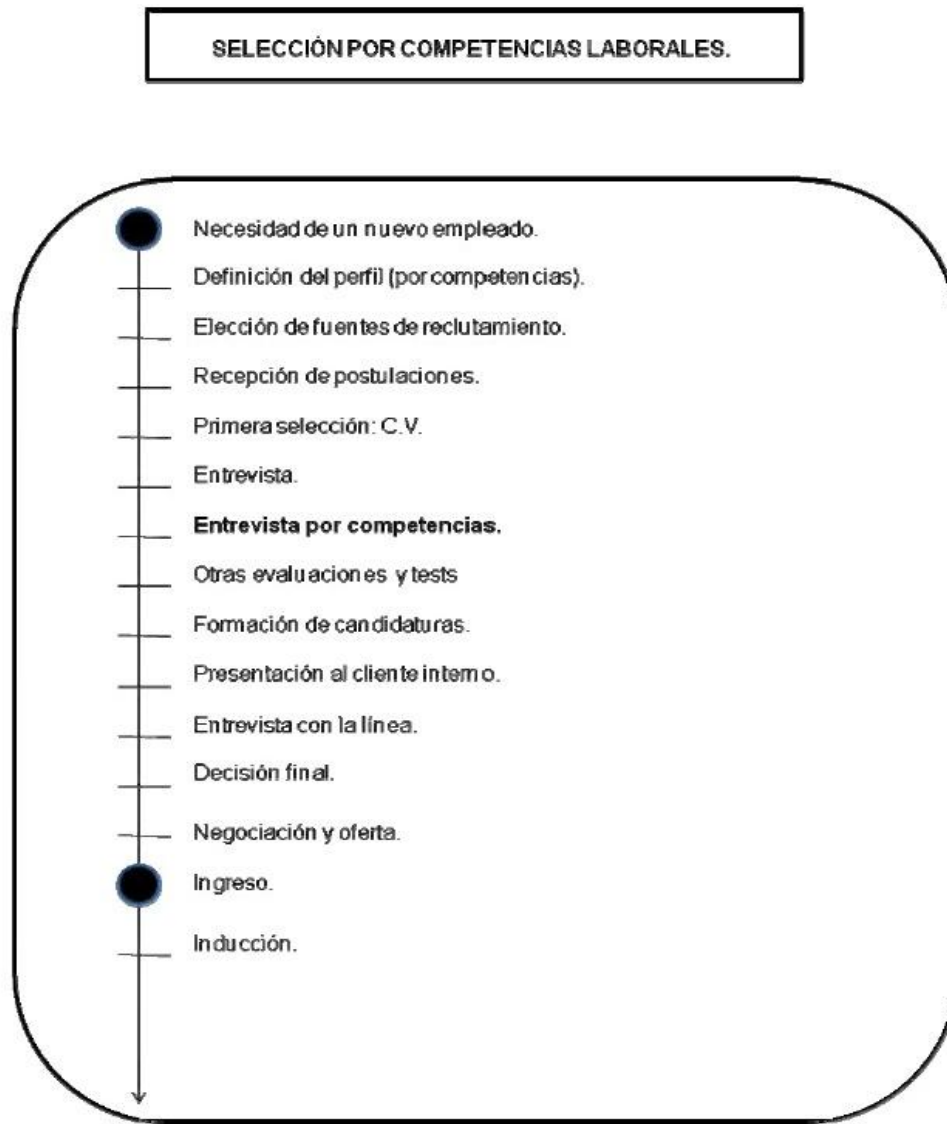 SELECCIÓN POR COMPETENCIAS LABORALES.
Necesidad de un nuevo empleado.
Definición del perfil (por competencias).
Elección de fuentes de reclutamiento.
Recepción de postulaciones.
Primera selección: C.V.
Entrevista.
Entrevista por competencias.
Otras evaluaciones y tests
Formación de candidaturas.
Presentación al cliente interno.
Entrevista con la línea.
Decisión final.
Negociación y oferta.
Ingreso.
Inducción.